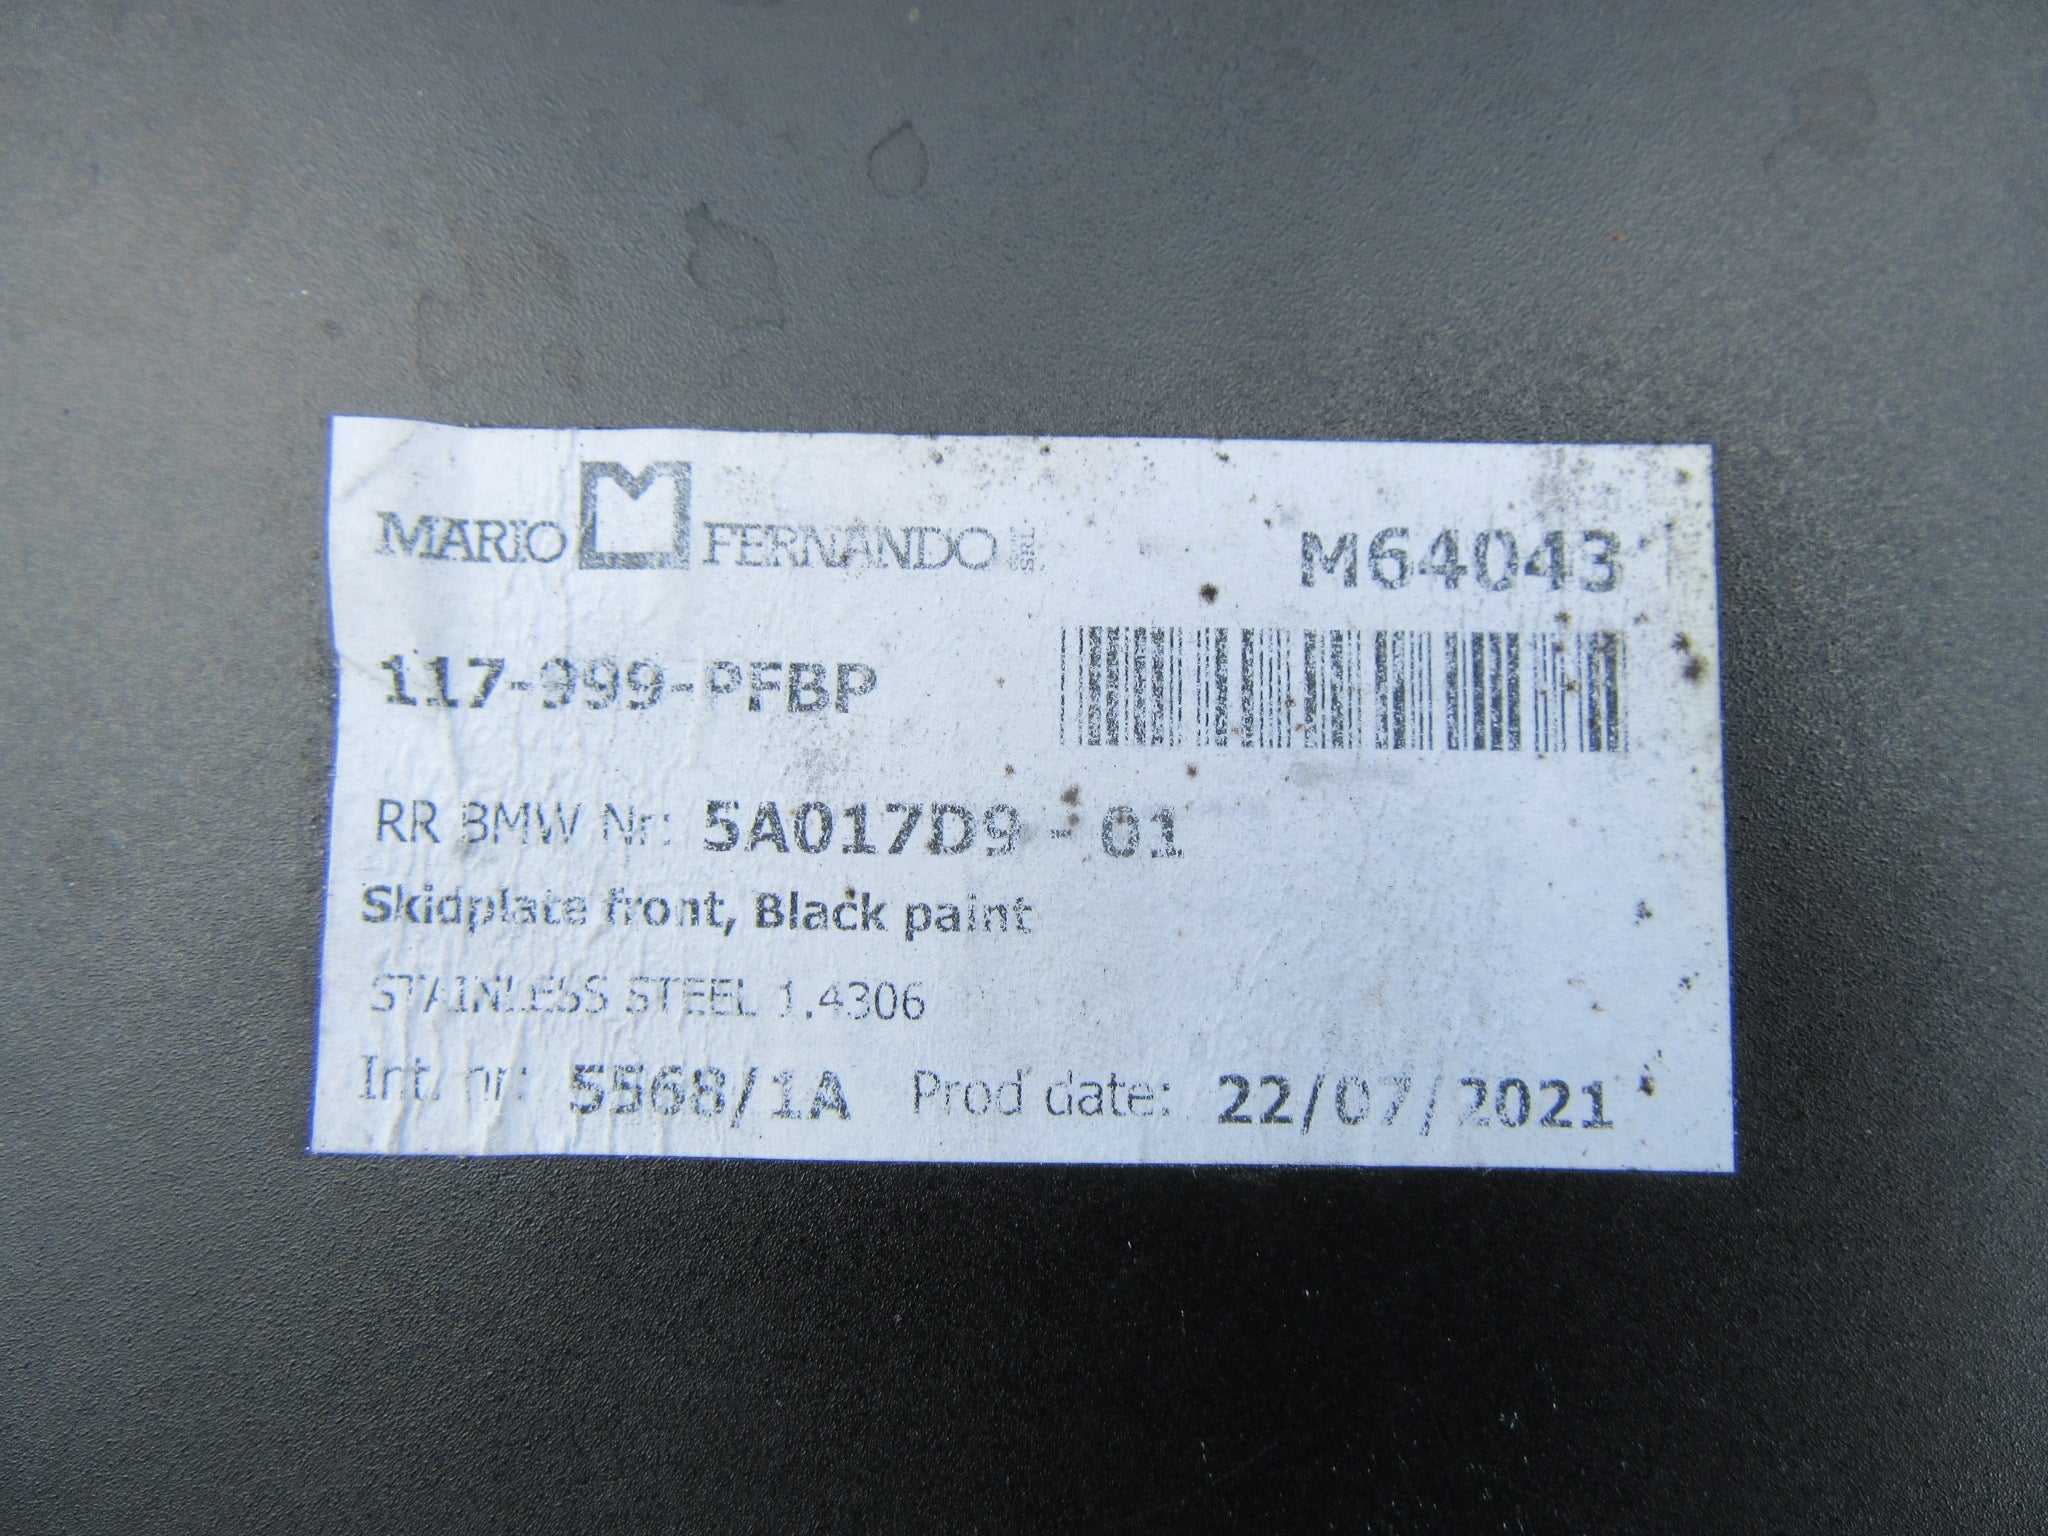 MARIO M FERNANDO SRL M64043
117-999-PFBP
RR BMW Nr: 5A017D9 - 01
Skidplate front, Black paint
STAINLESS STEEL 1.4306
Int. nr: 5568/1A Prod date: 22/07/2021